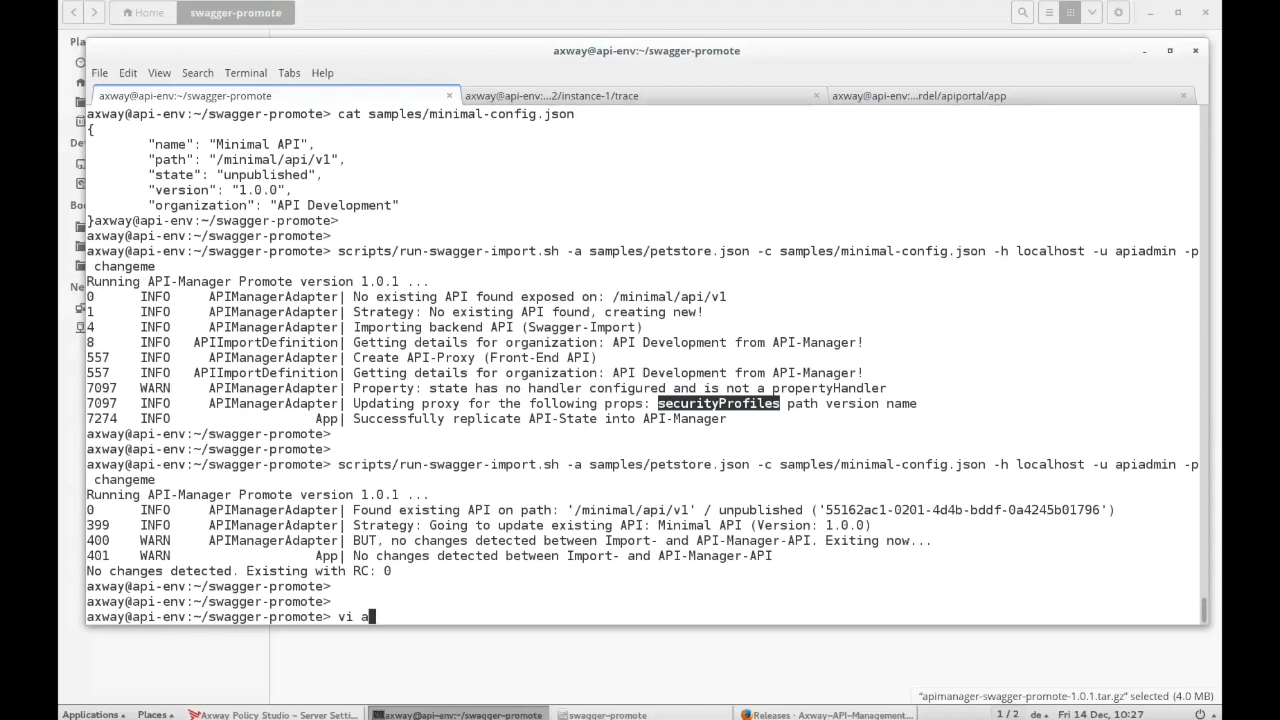 Home
swagger-promote
Pla
axway@api-env:~/swagger-promote
File Edit View Search Terminal Tabs Help
axway@api-env:~/swagger-promote
axway@api-env:...2/instance-1/trace
axway@api-env:...rdel/apiportal/app
axway@api-env:~/swagger-promote> cat samples/minimal-config.json
{
"name": "Minimal API",
De
"path": "/minimal/api/v1",
"state": "unpublished",
"version": "1.0.0",
Bo
"organization": "API Development"
}axway@api-env:~/swagger-promote>
axway@api-env:~/swagger-promote>
axway@api-env:~/swagger-promote> scripts/run-swagger-import.sh -a samples/petstore.json -c samples/minimal-config.json -h localhost -u apiadmin -p
changeme
Running API-Manager Promote version 1.0.1 ...
Ne
0 INFO APIManagerAdapter| No existing API found exposed on: /minimal/api/v1
1 INFO APIManagerAdapter| Strategy: No existing API found, creating new!
4 INFO APIManagerAdapter| Importing backend API (Swagger-Import)
8 INFO APIImportDefinition| Getting details for organization: API Development from API-Manager!
557 INFO APIManagerAdapter| Create API-Proxy (Front-End API)
557 INFO APIImportDefinition| Getting details for organization: API Development from API-Manager!
7097 WARN APIManagerAdapter| Property: state has no handler configured and is not a propertyHandler
7097 INFO APIManagerAdapter| Updating proxy for the following props: securityProfiles path version name
7274 INFO App| Successfully replicate API-State into API-Manager
axway@api-env:~/swagger-promote>
axway@api-env:~/swagger-promote>
axway@api-env:~/swagger-promote> scripts/run-swagger-import.sh -a samples/petstore.json -c samples/minimal-config.json -h localhost -u apiadmin -p
changeme
Running API-Manager Promote version 1.0.1 ...
0 INFO APIManagerAdapter| Found existing API on path: '/minimal/api/v1' / unpublished ('55162ac1-0201-4d4b-bddf-0a4245b01796')
399 INFO APIManagerAdapter| Strategy: Going to update existing API: Minimal API (Version: 1.0.0)
400 WARN APIManagerAdapter| BUT, no changes detected between Import- and API-Manager-API. Exiting now...
401 WARN App| No changes detected between Import- and API-Manager-API
No changes detected. Existing with RC: 0
axway@api-env:~/swagger-promote>
axway@api-env:~/swagger-promote>
axway@api-env:~/swagger-promote> vi a
"apimanager-swagger-promote-1.0.1.tar.gz" selected (4.0 MB)
Applications Places Axway Policy Studio – Server Setti... axway@api-env:~/swagger-promote swagger-promote Releases · Axway-API-Management... 1 / 2 de Fri 14 Dec, 10:27